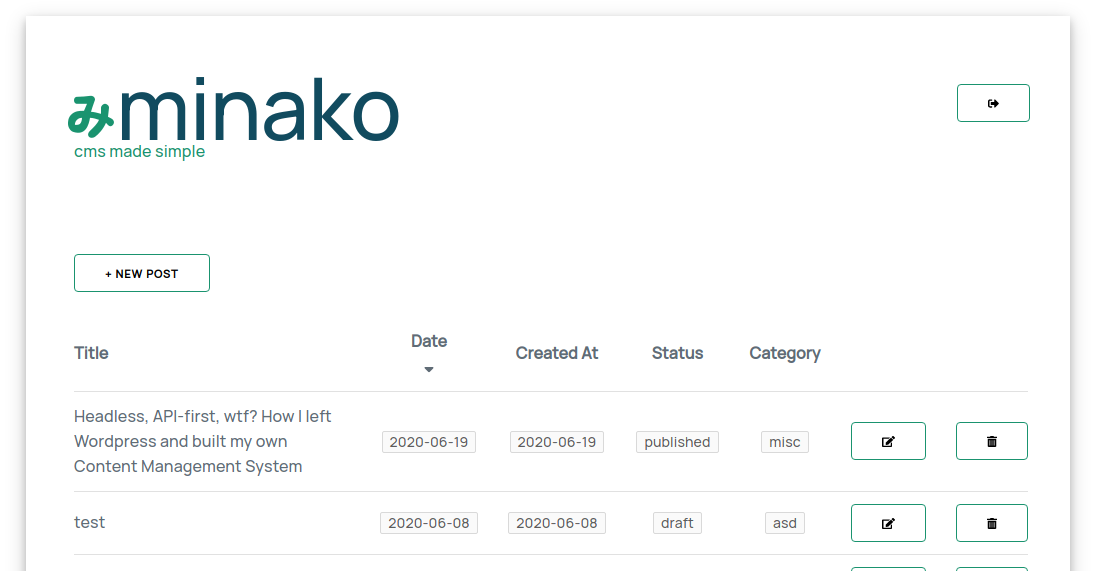 みminako
cms made simple
+ NEW POST
Title Date Created At Status Category
Headless, API-first, wtf? How I left
Wordpress and built my own
Content Management System
2020-06-19 2020-06-19 published misc
test 2020-06-08 2020-06-08 draft asd